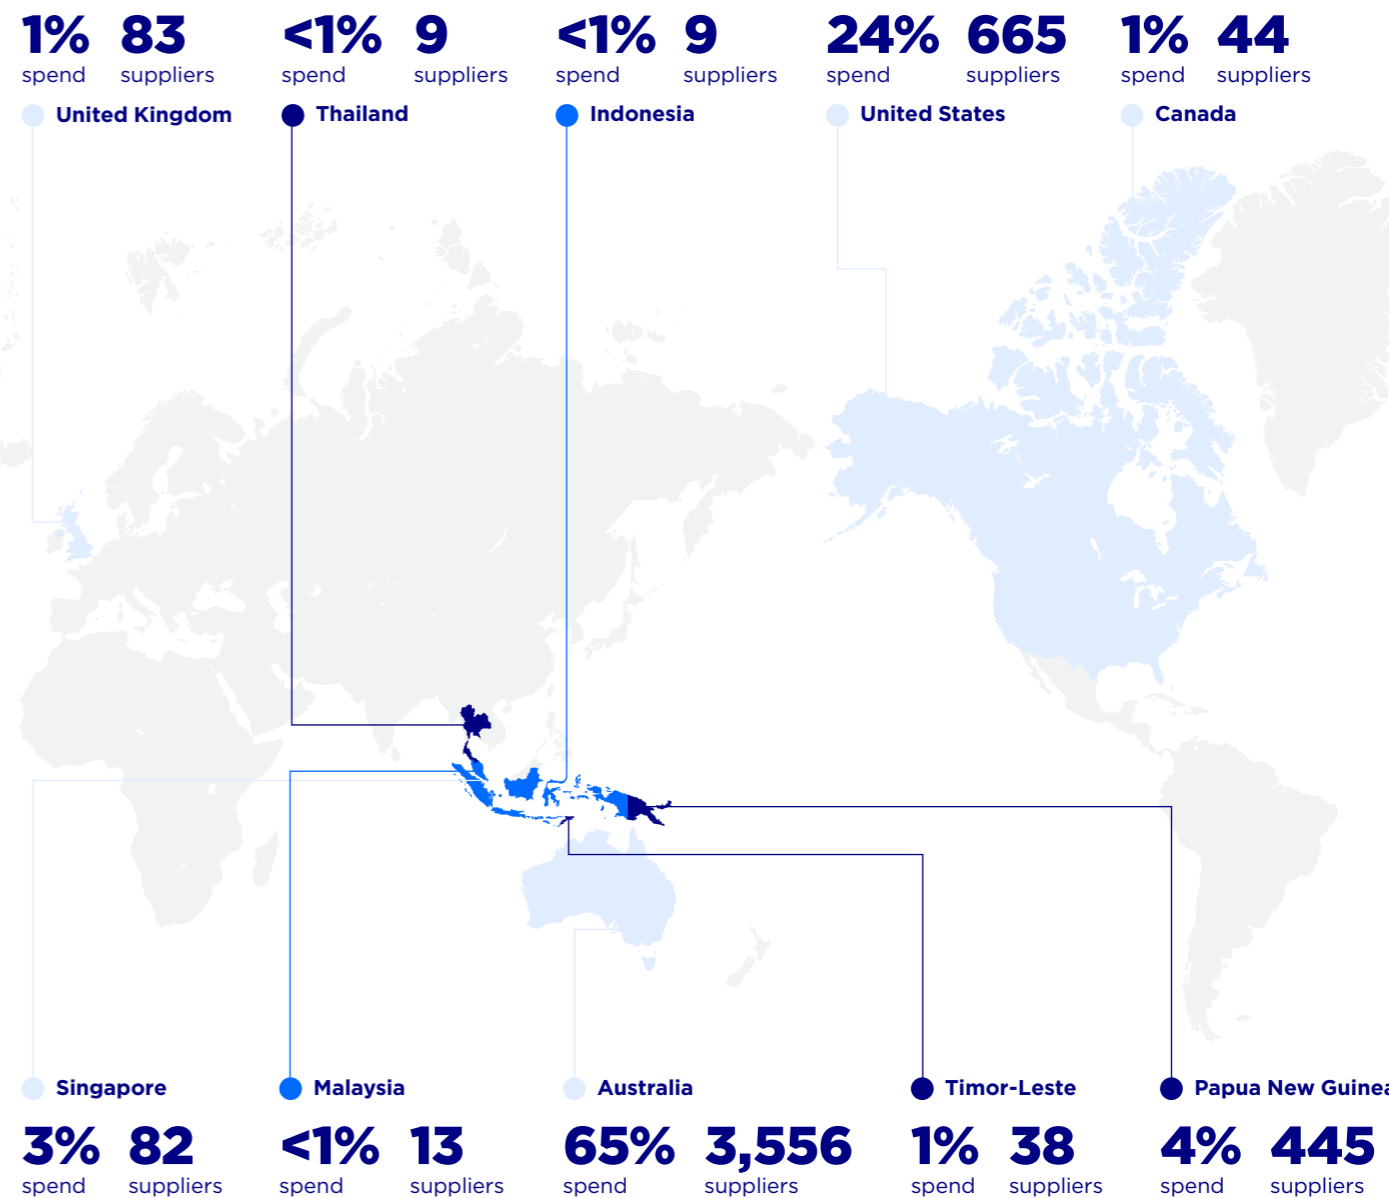 1% 83 <1% 9 <1% 9 24% 665 1% 44
spend suppliers spend suppliers spend suppliers spend suppliers spend suppliers
United Kingdom Thailand Indonesia United States Canada
Singapore Malaysia Australia Timor-Leste Papua New Guinea
3% 82 <1% 13 65% 3,556 1% 38 4% 445
spend suppliers spend suppliers spend suppliers spend suppliers spend suppliers